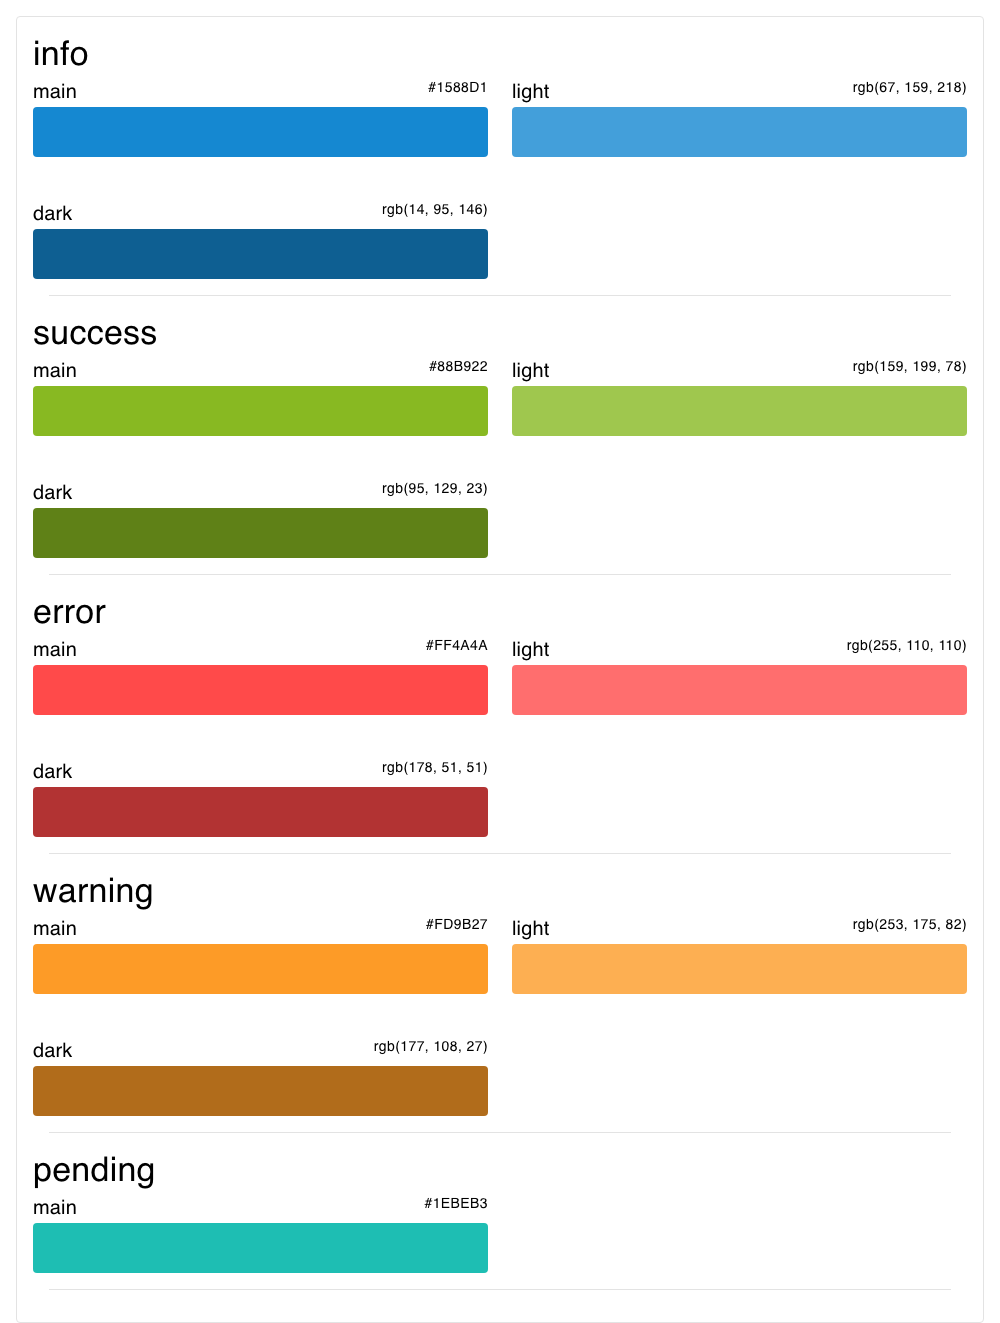 info
main #1588D1 light rgb(67, 159, 218)
dark rgb(14, 95, 146)
success
main #88B922 light rgb(159, 199, 78)
dark rgb(95, 129, 23)
error
main #FF4A4A light rgb(255, 110, 110)
dark rgb(178, 51, 51)
warning
main #FD9B27 light rgb(253, 175, 82)
dark rgb(177, 108, 27)
pending
main #1EBEB3